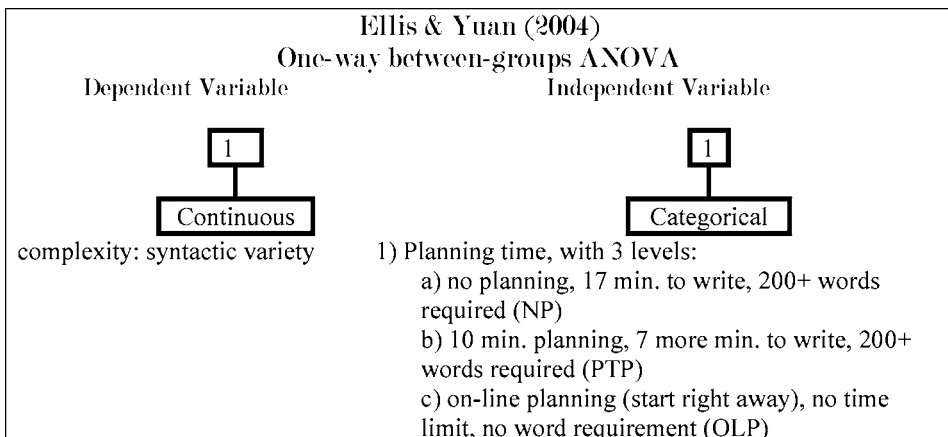 Ellis & Yuan (2004)
One-way between-groups ANOVA
Dependent Variable
Independent Variable
1
1
Continuous
Categorical
complexity: syntactic variety
1) Planning time, with 3 levels:
a) no planning, 17 min. to write, 200+ words
required (NP)
b) 10 min. planning, 7 more min. to write, 200+
words required (PTP)
c) on-line planning (start right away), no time
limit, no word requirement (OLP)